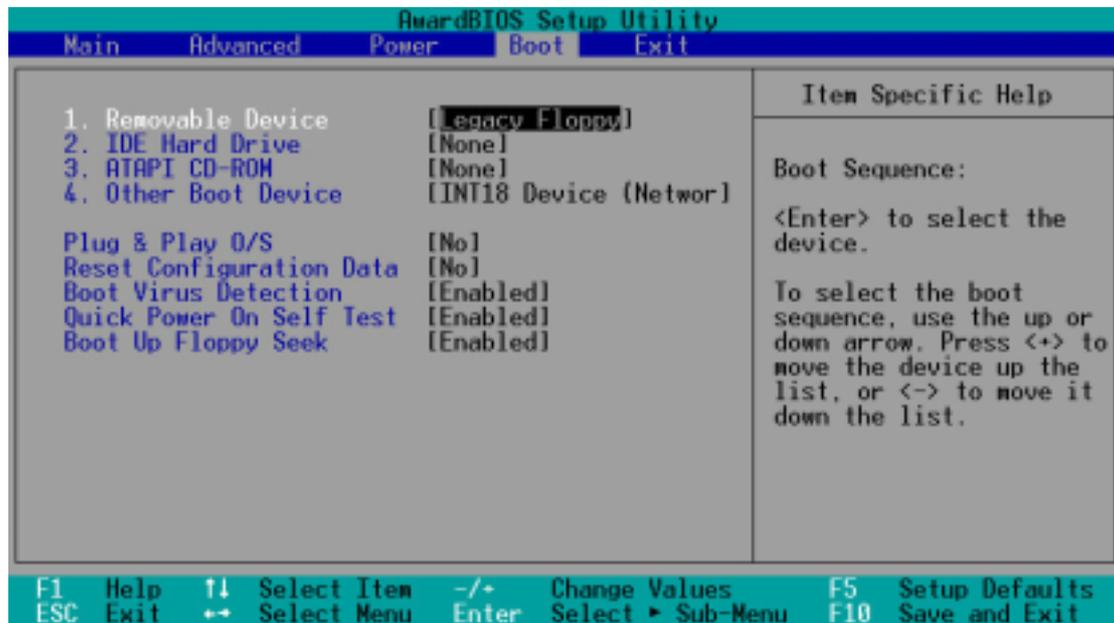 AwardBIOS Setup Utility
Main Advanced Power Boot Exit
1. Removable Device [Legacy Floppy]
2. IDE Hard Drive [None]
3. ATAPI CD-ROM [None]
4. Other Boot Device [INT18 Device (Networ]
Plug & Play O/S [No]
Reset Configuration Data [No]
Boot Virus Detection [Enabled]
Quick Power On Self Test [Enabled]
Boot Up Floppy Seek [Enabled]
Item Specific Help
Boot Sequence:
<Enter> to select the
device.
To select the boot
sequence, use the up or
down arrow. Press <+> to
move the device up the
list, or <-> to move it
down the list.
F1 Help ↑↓ Select Item -/+ Change Values F5 Setup Defaults
ESC Exit ←→ Select Menu Enter Select ► Sub-Menu F10 Save and Exit